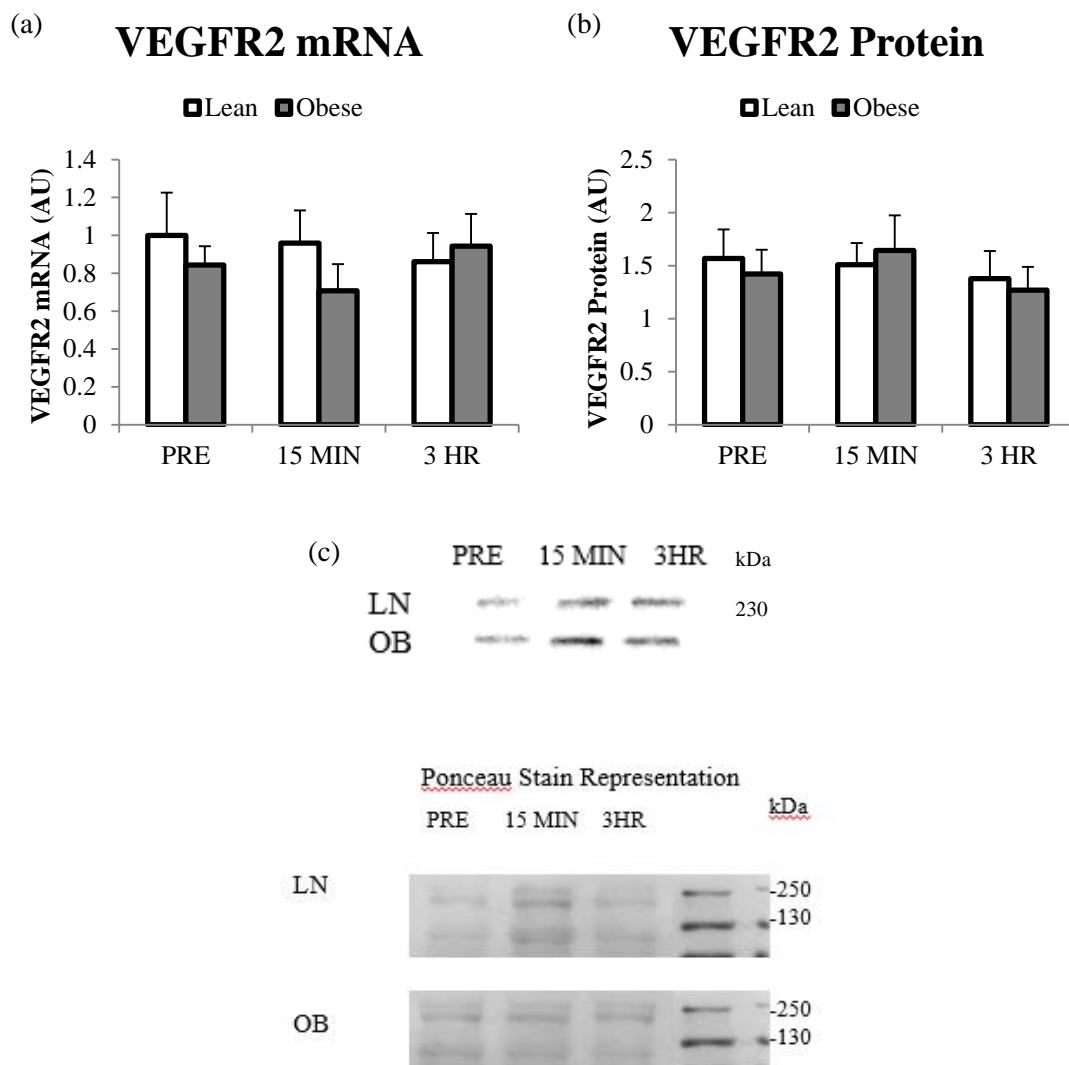 (a)
VEGFR2 mRNA
Lean Obese
VEGFR2 mRNA (AU)
1.4
1.2
1
0.8
0.6
0.4
0.2
0
PRE 15 MIN 3 HR
(b)
VEGFR2 Protein
Lean Obese
VEGFR2 Protein (AU)
2.5
2
1.5
1
0.5
0
PRE 15 MIN 3 HR
(c)
PRE 15 MIN 3HR kDa
LN 230
OB
Ponceau Stain Representation
PRE 15 MIN 3HR kDa
LN
-250
-130
OB
-250
-130